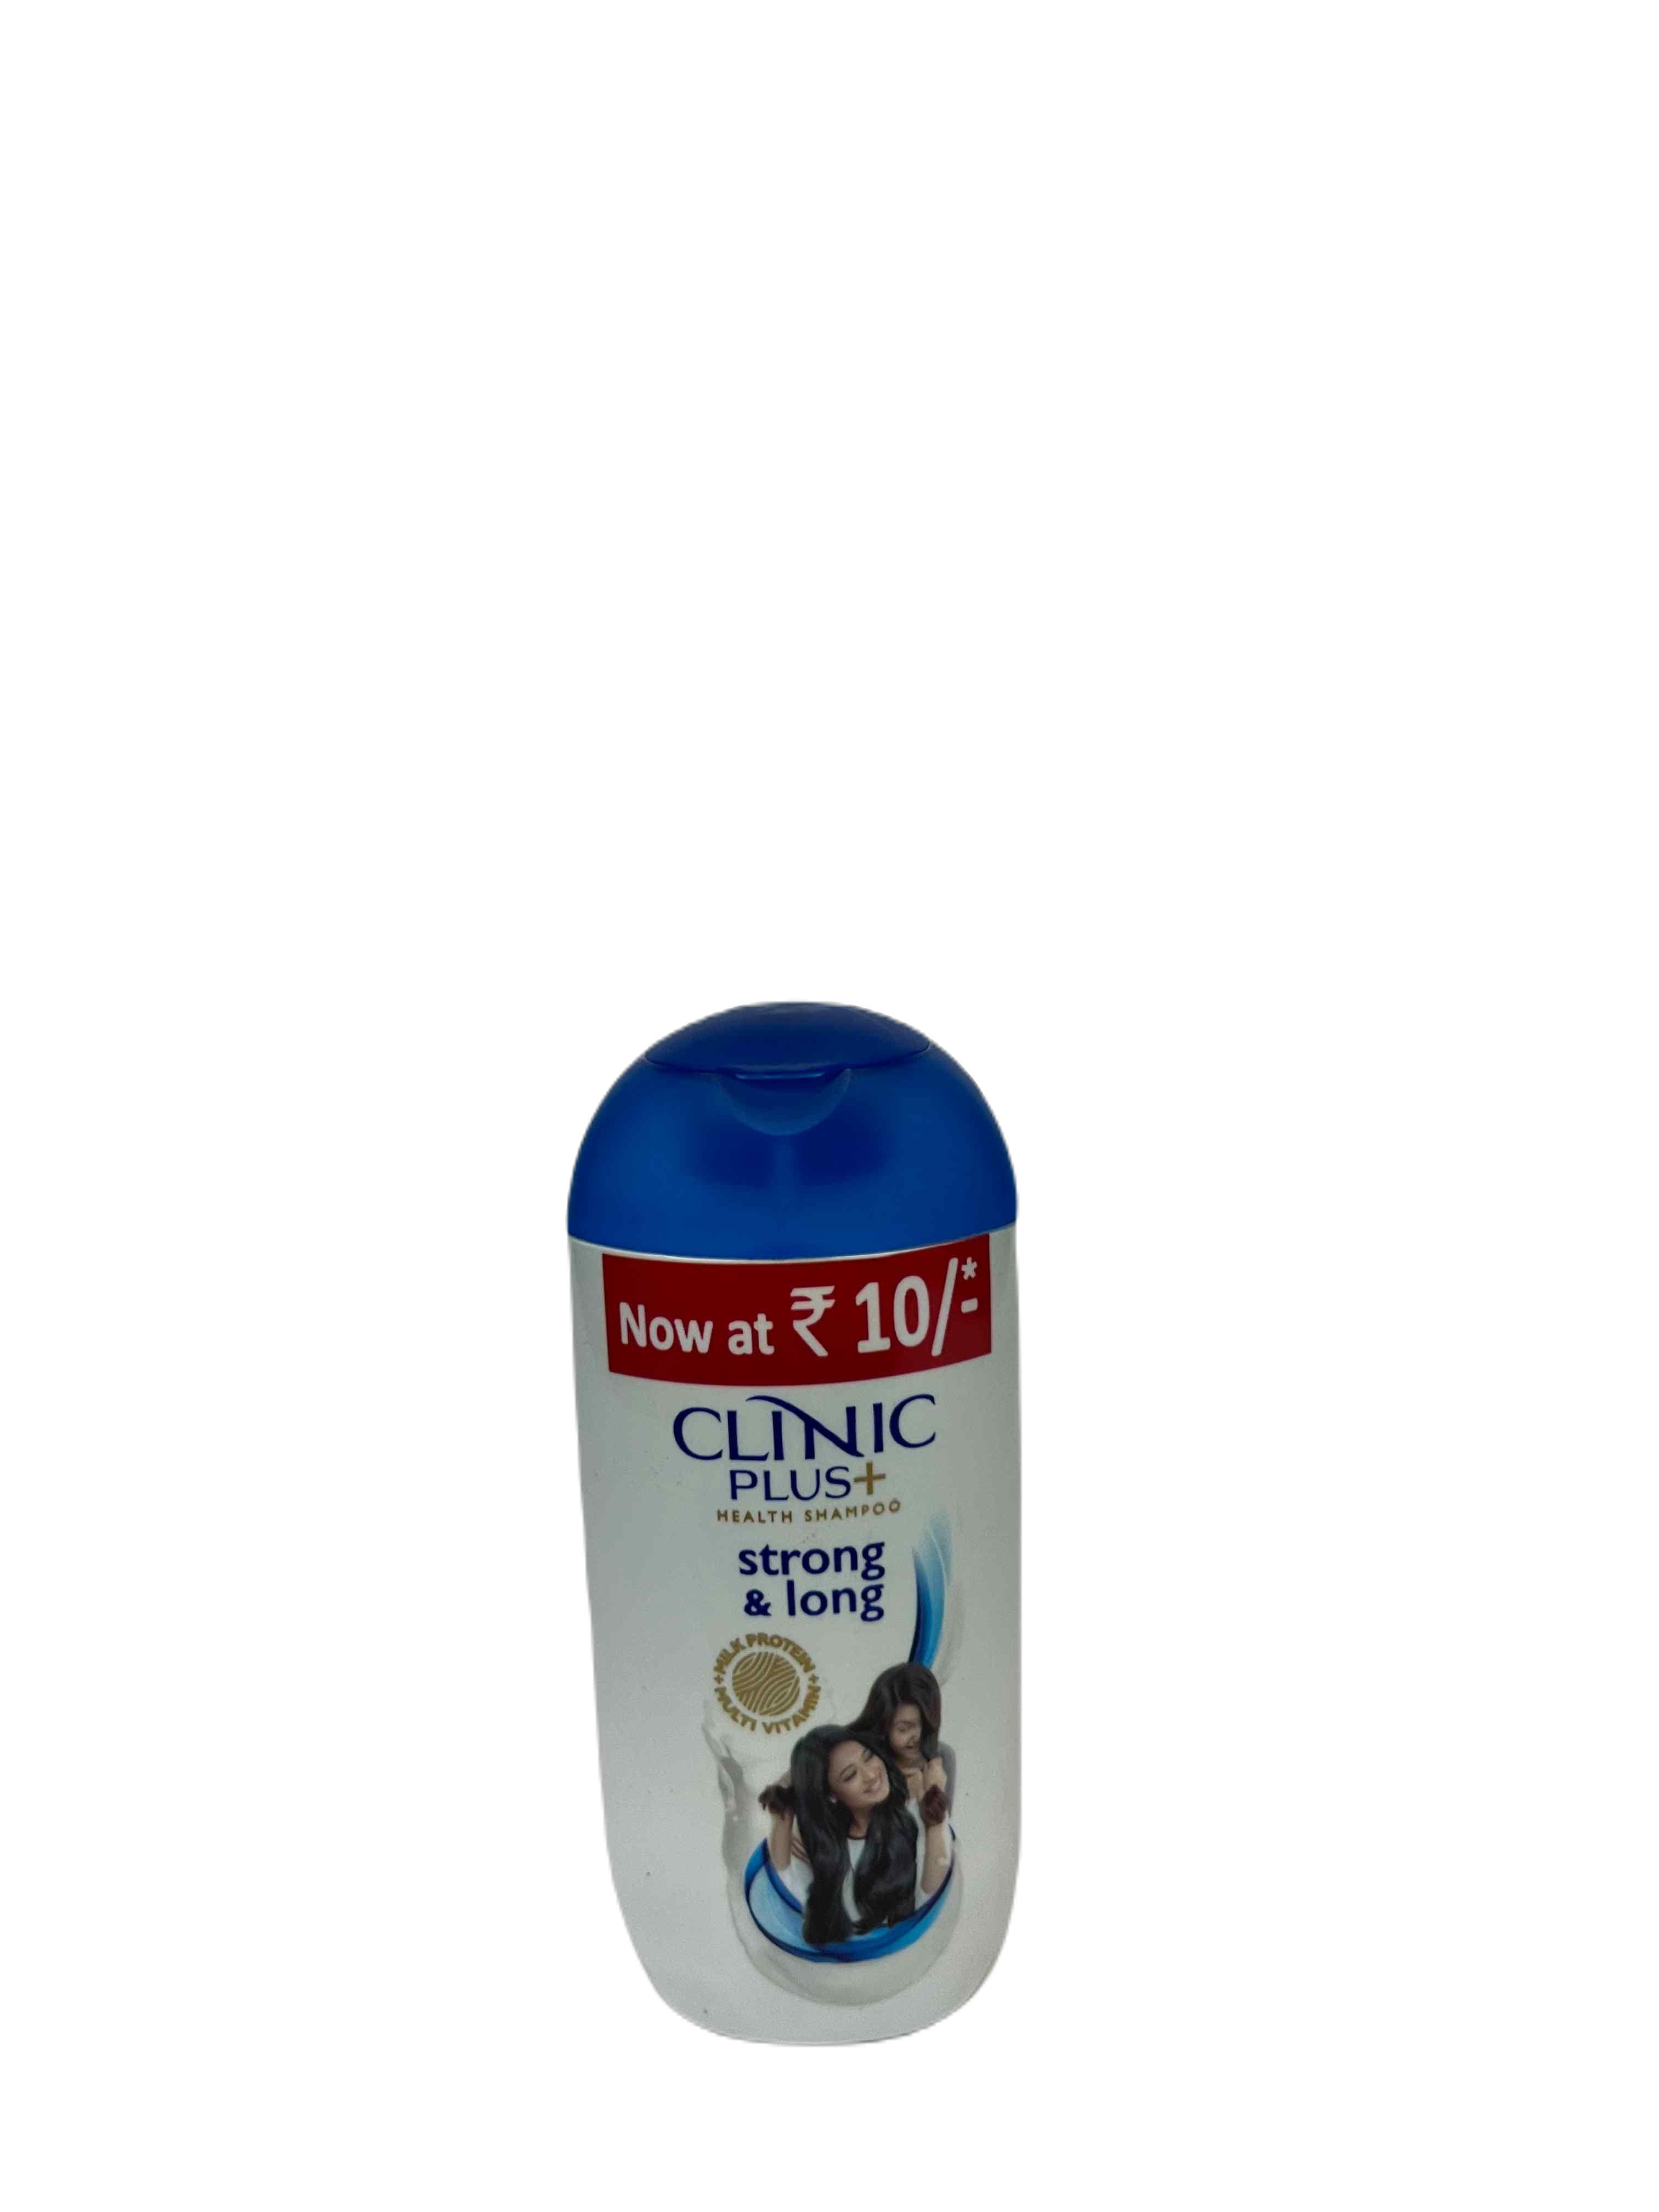 Now at ₹ 10/-*
CLINIC
PLUS+
HEALTH SHAMPOO
strong
& long
+ MILK PROTEIN +
MULTI VITAMIN